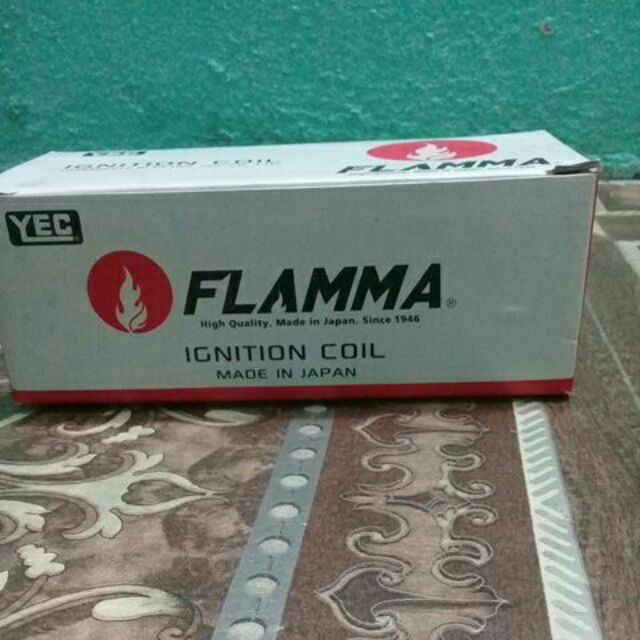 IGNITION COIL
FLAMMA
YEC
FLAMMA®
High Quality. Made in Japan. Since 1946
IGNITION COIL
MADE IN JAPAN